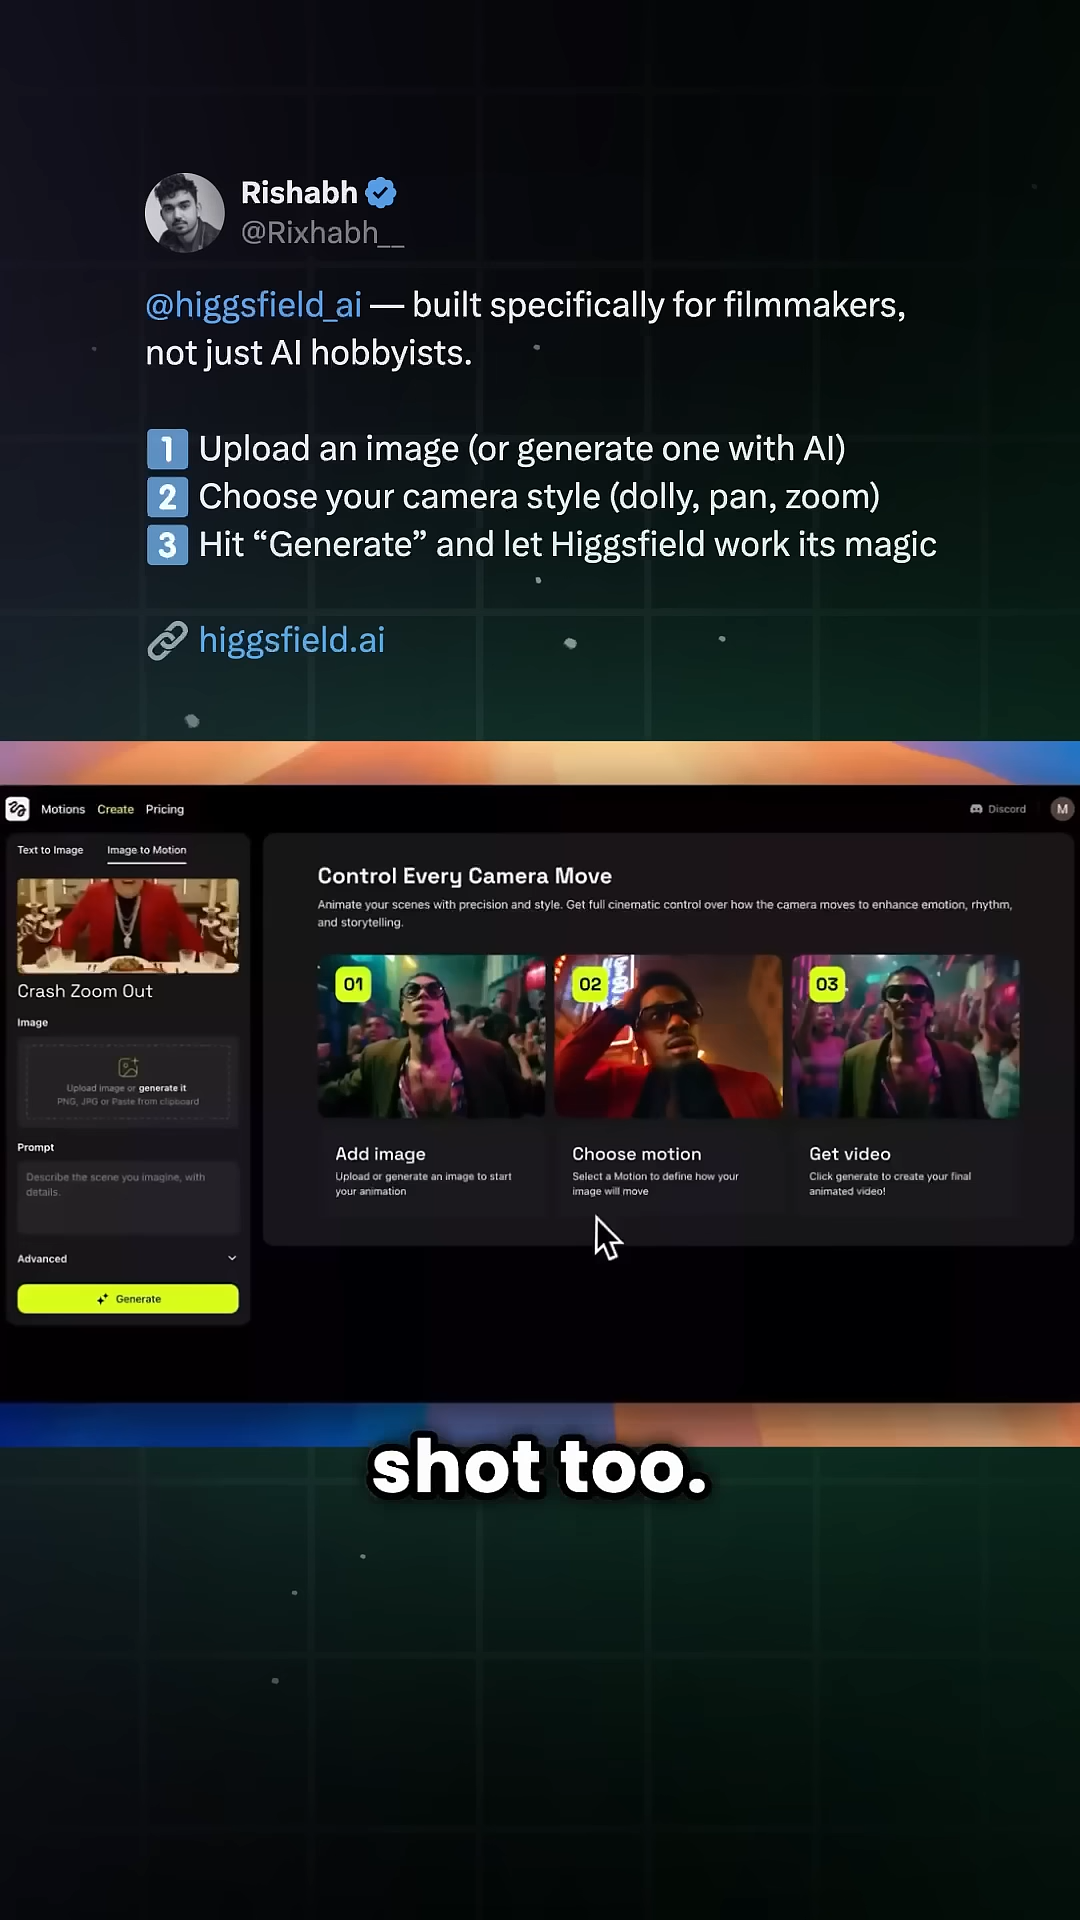 Rishabh
@Rixhabh__
@higgsfield_ai — built specifically for filmmakers,
not just AI hobbyists.
1 Upload an image (or generate one with AI)
2 Choose your camera style (dolly, pan, zoom)
3 Hit “Generate” and let Higgsfield work its magic
higgsfield.ai
Motions Create Pricing
Discord
M
Text to Image Image to Motion
Crash Zoom Out
Image
Upload image or generate it
PNG, JPG or Paste from clipboard
Prompt
Describe the scene you imagine, with
details.
Advanced
Generate
Control Every Camera Move
Animate your scenes with precision and style. Get full cinematic control over how the camera moves to enhance emotion, rhythm,
and storytelling.
01
02
03
Add image
Upload or generate an image to start
your animation
Choose motion
Select a Motion to define how your
image will move
Get video
Click generate to create your final
animated video!
shot too.